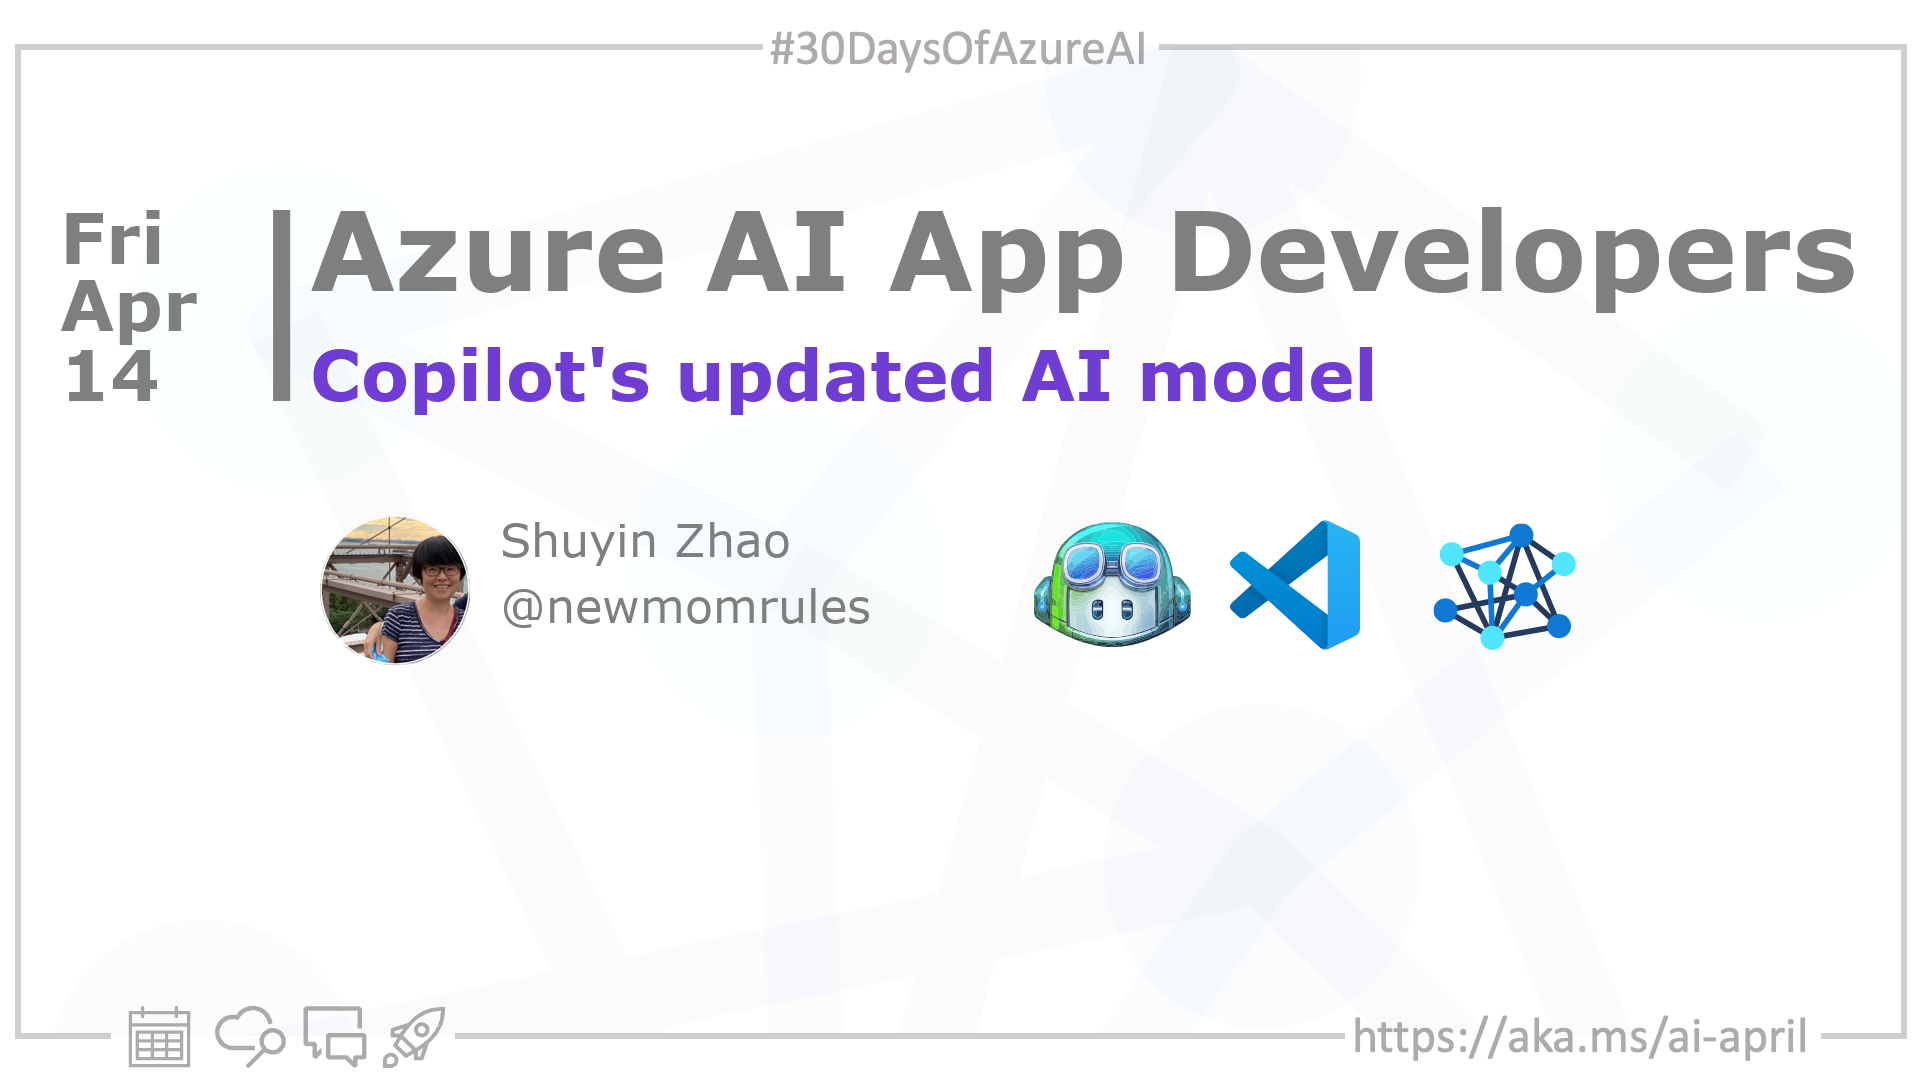 #30DaysOfAzureAI
Fri
Apr
14
Azure AI App Developers
Copilot's updated AI model
Shuyin Zhao
@newmomrules
https://aka.ms/ai-april